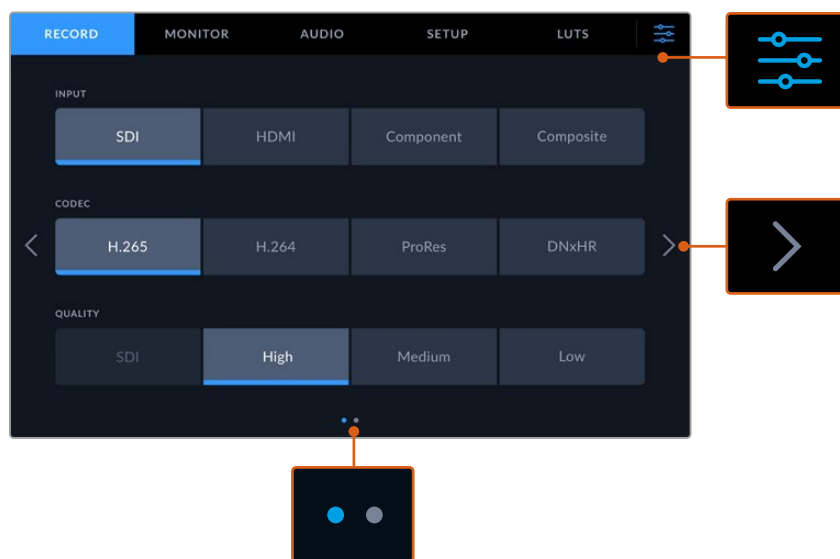 RECORD MONITOR AUDIO SETUP LUTS
INPUT
SDI HDMI Component Composite
CODEC
H.265 H.264 ProRes DNxHR
QUALITY
SDI High Medium Low